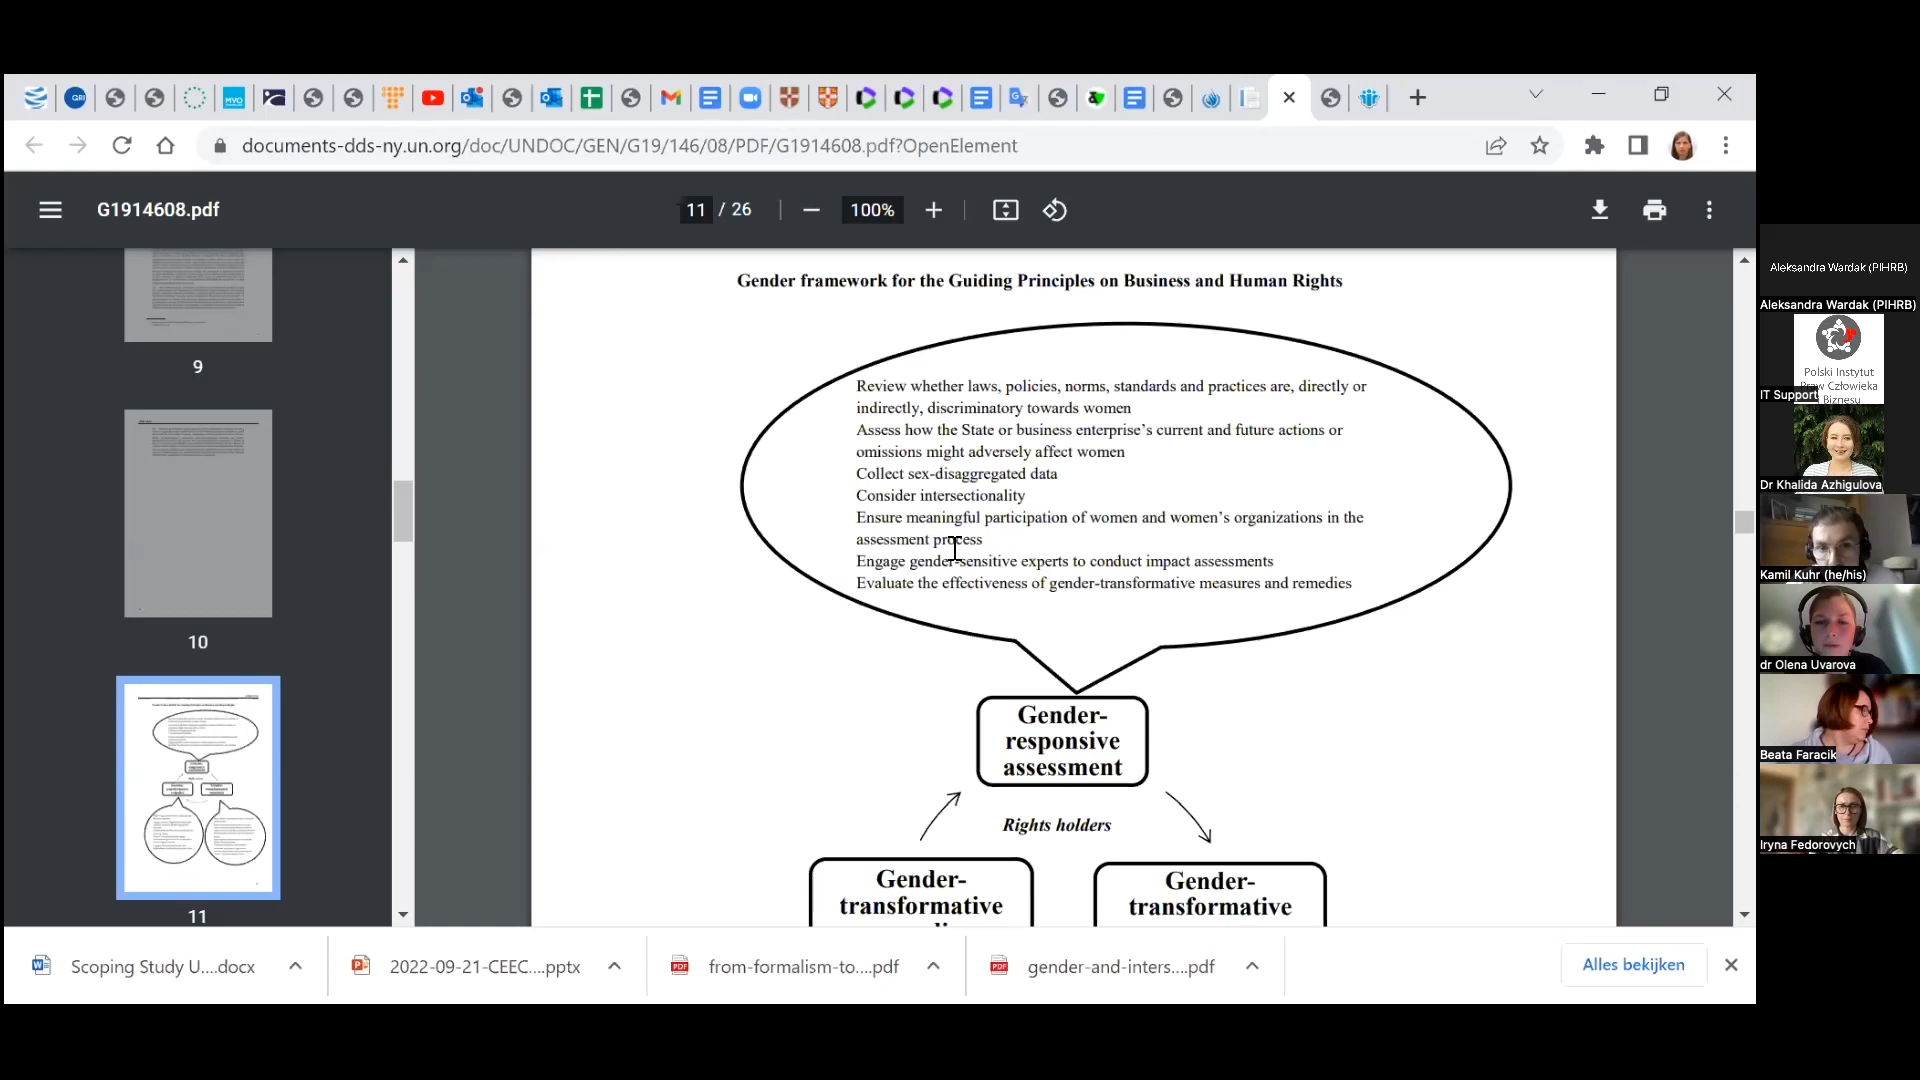 GRI
MVO
documents-dds-ny.un.org/doc/UNDOC/GEN/G19/146/08/PDF/G1914608.pdf?OpenElement
G1914608.pdf
11 / 26
100%
9
10
11
Gender framework for the Guiding Principles on Business and Human Rights
Review whether laws, policies, norms, standards and practices are, directly or
indirectly, discriminatory towards women
Assess how the State or business enterprise's current and future actions or
omissions might adversely affect women
Collect sex-disaggregated data
Consider intersectionality
Ensure meaningful participation of women and women's organizations in the
assessment process
Engage gender-sensitive experts to conduct impact assessments
Evaluate the effectiveness of gender-transformative measures and remedies
Gender-
responsive
assessment
Rights holders
Gender-
transformative
Gender-
transformative
Scoping Study U....docx
2022-09-21-CEEC....pptx
from-formalism-to....pdf
gender-and-inters....pdf
Alles bekijken
Aleksandra Wardak (PIHRB)
Aleksandra Wardak (PIHRB)
Polski Instytut
Praw Człowieka
Biznesu
IT Support
Dr Khalida Azhigulova
Kamil Kuhr (he/his)
dr Olena Uvarova
Beata Faracik
Iryna Fedorovych